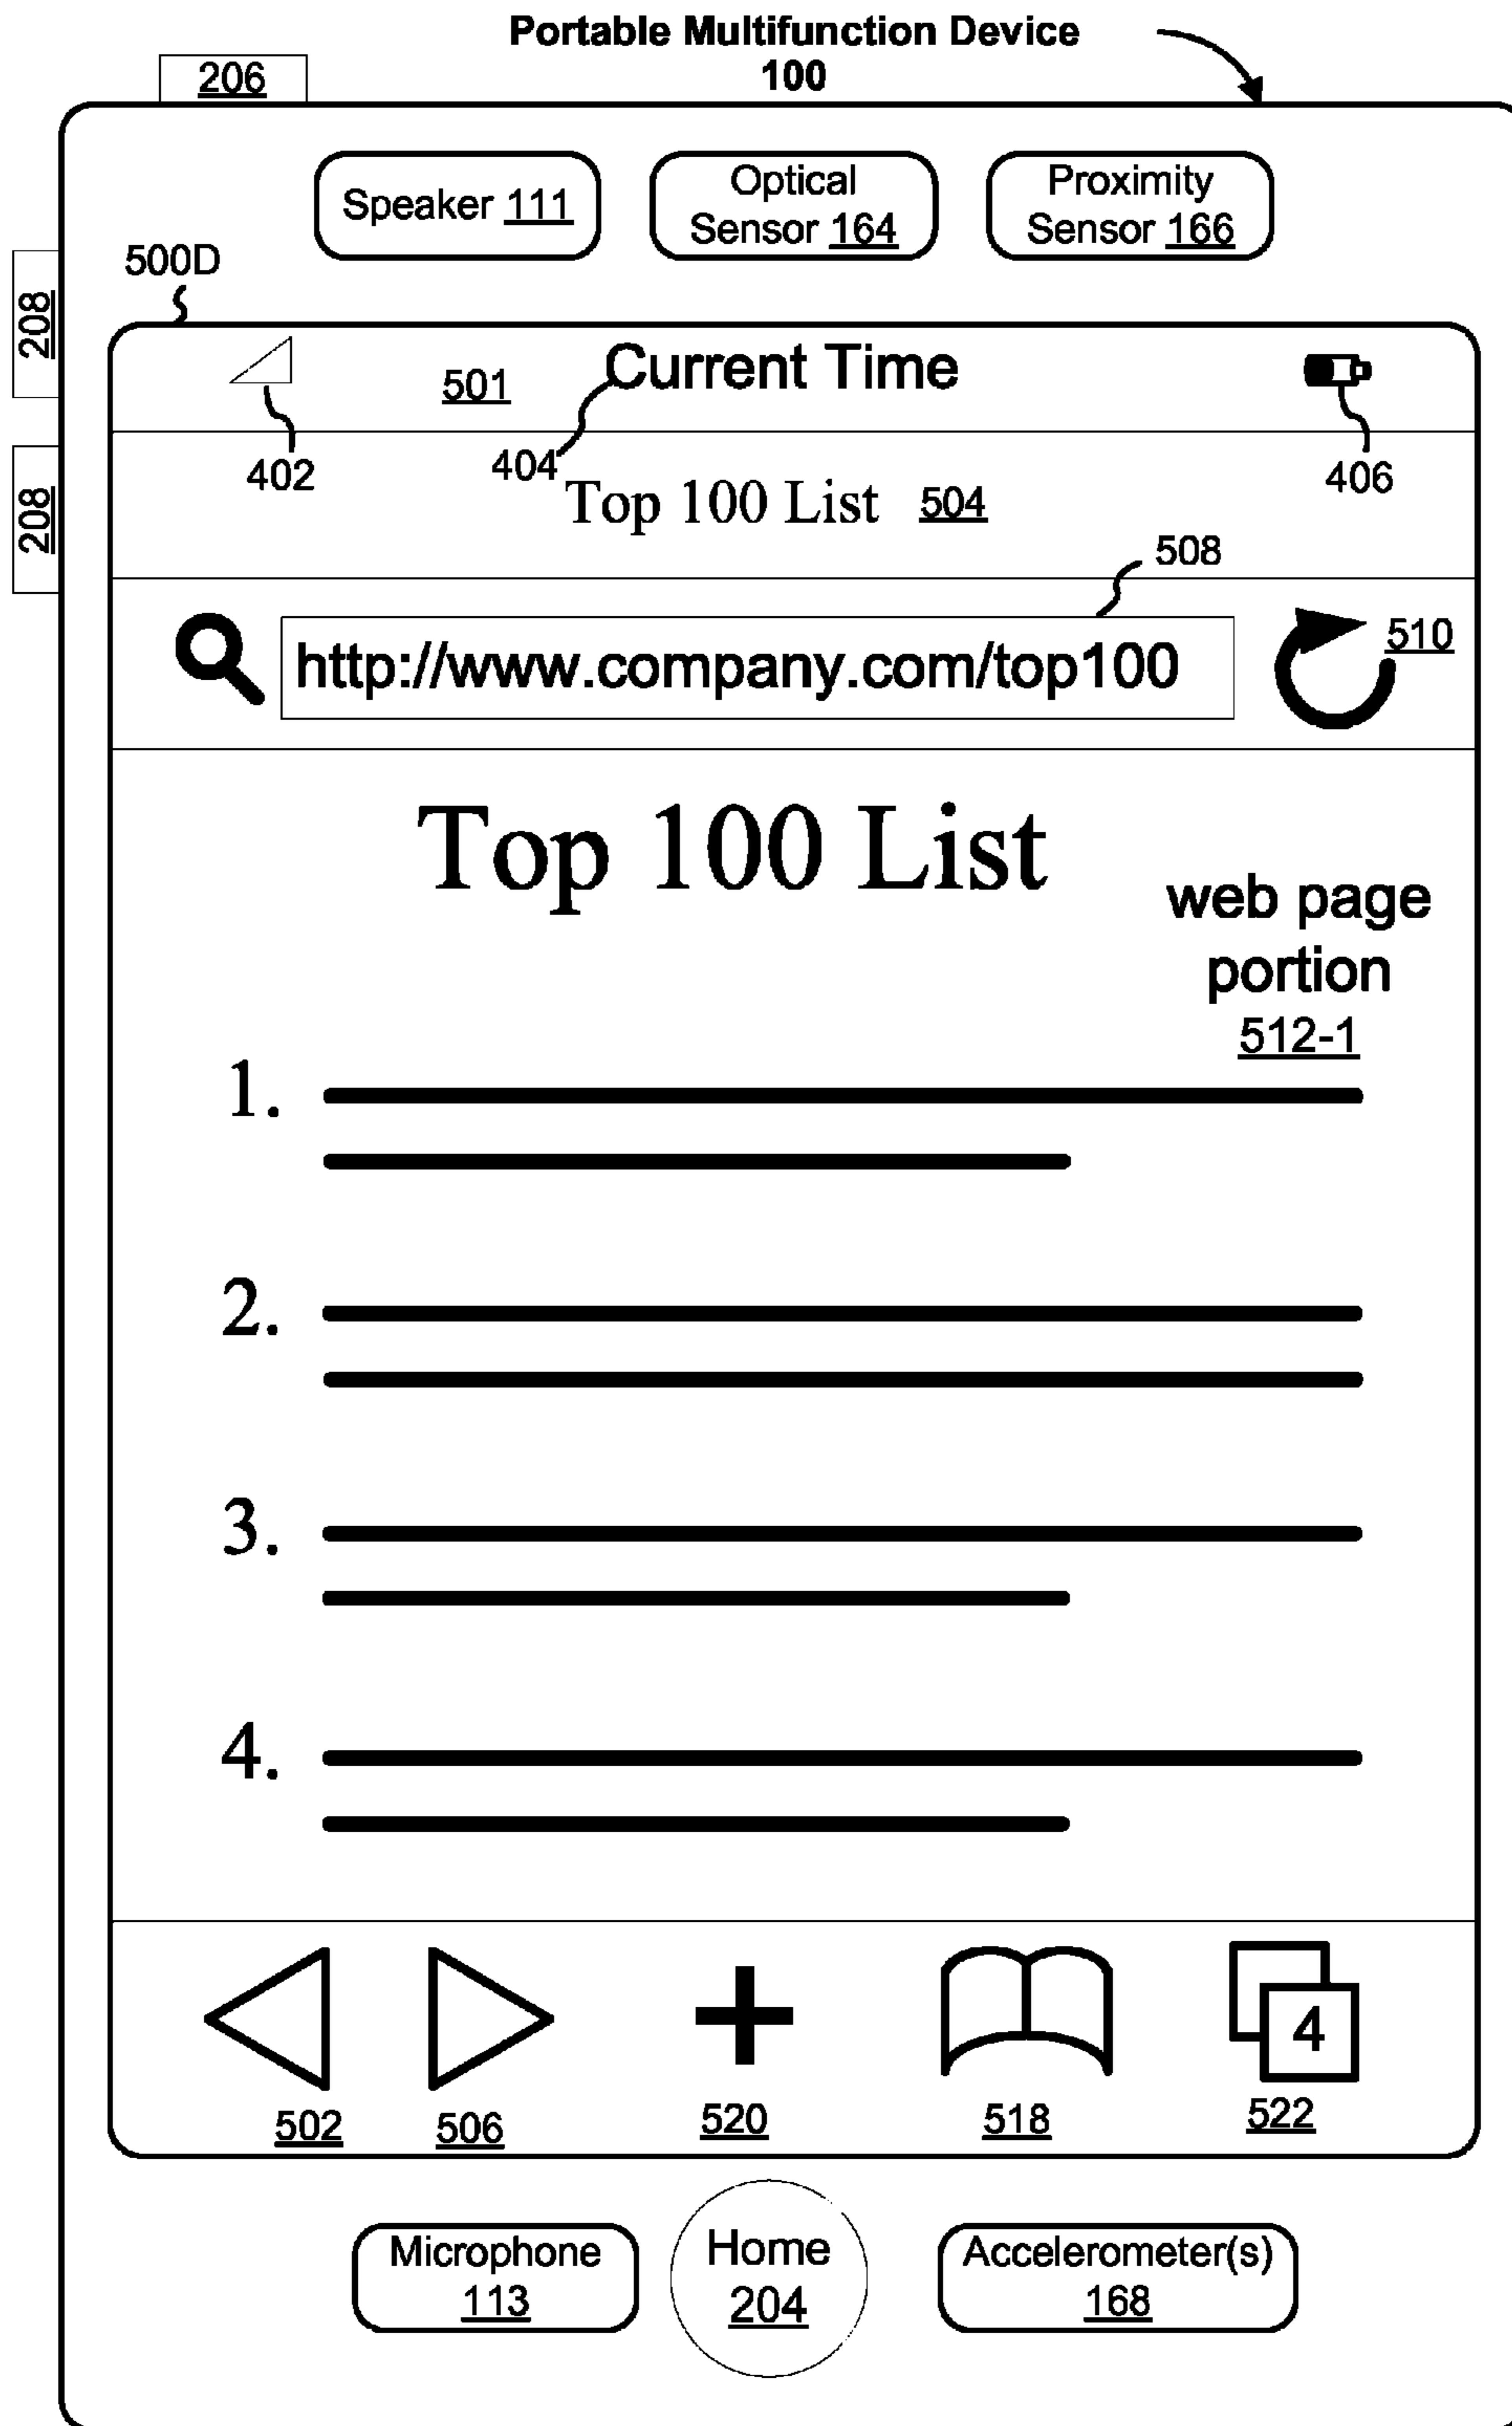 Portable Multifunction Device
100
206
Speaker 111
Optical
Sensor 164
Proximity
Sensor 166
208
208
500D
501
Current Time
402
404
406
Top 100 List 504
508
http://www.company.com/top100
510
Top 100 List
web page
portion
512-1
1.
2.
3.
4.
4
502
506
520
518
522
Microphone
113
Home
204
Accelerometer(s)
168